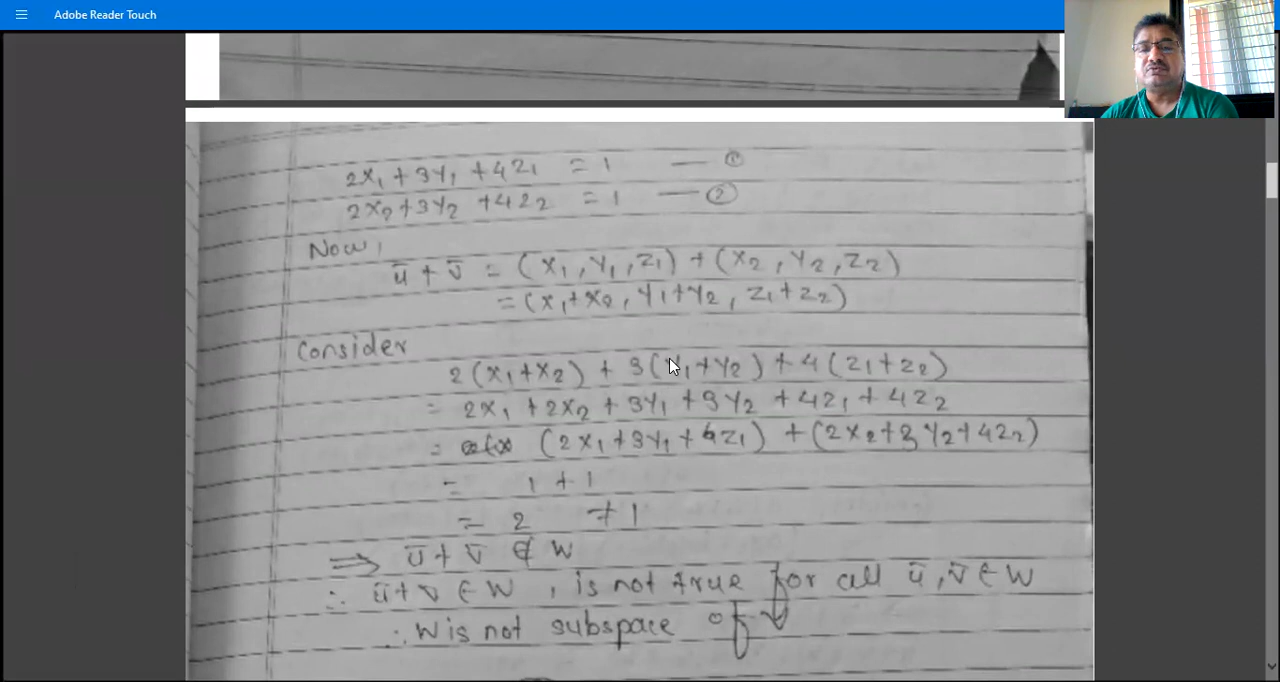 Adobe Reader Touch
2x₁ + 3y₁ + 4z₁ = 1 — ①
2x₂ + 3y₂ + 4z₂ = 1 — ②
Now,
ū + v̄ = (x₁, y₁, z₁) + (x₂, y₂, z₂)
= (x₁+x₂, y₁+y₂, z₁+z₂)
Consider
2(x₁+x₂) + 3(y₁+y₂) + 4(z₁+z₂)
= 2x₁ + 2x₂ + 3y₁ + 3y₂ + 4z₁ + 4z₂
= (2x₁+3y₁+4z₁) + (2x₂+3y₂+4z₂)
= 1 + 1
= 2 ≠ 1
⇒ ū + v̄ ∉ W
∴ ū + v̄ ∈ W, is not true for all ū, v̄ ∈ W
∴ W is not subspace of V